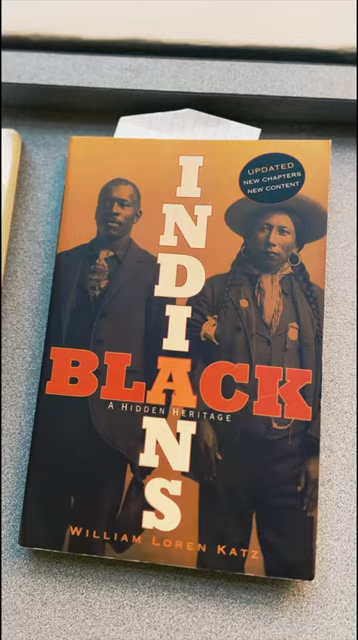 UPDATED
NEW CHAPTERS
NEW CONTENT
INDIANS
BLACK
A HIDDEN HERITAGE
WILLIAM LOREN KATZ